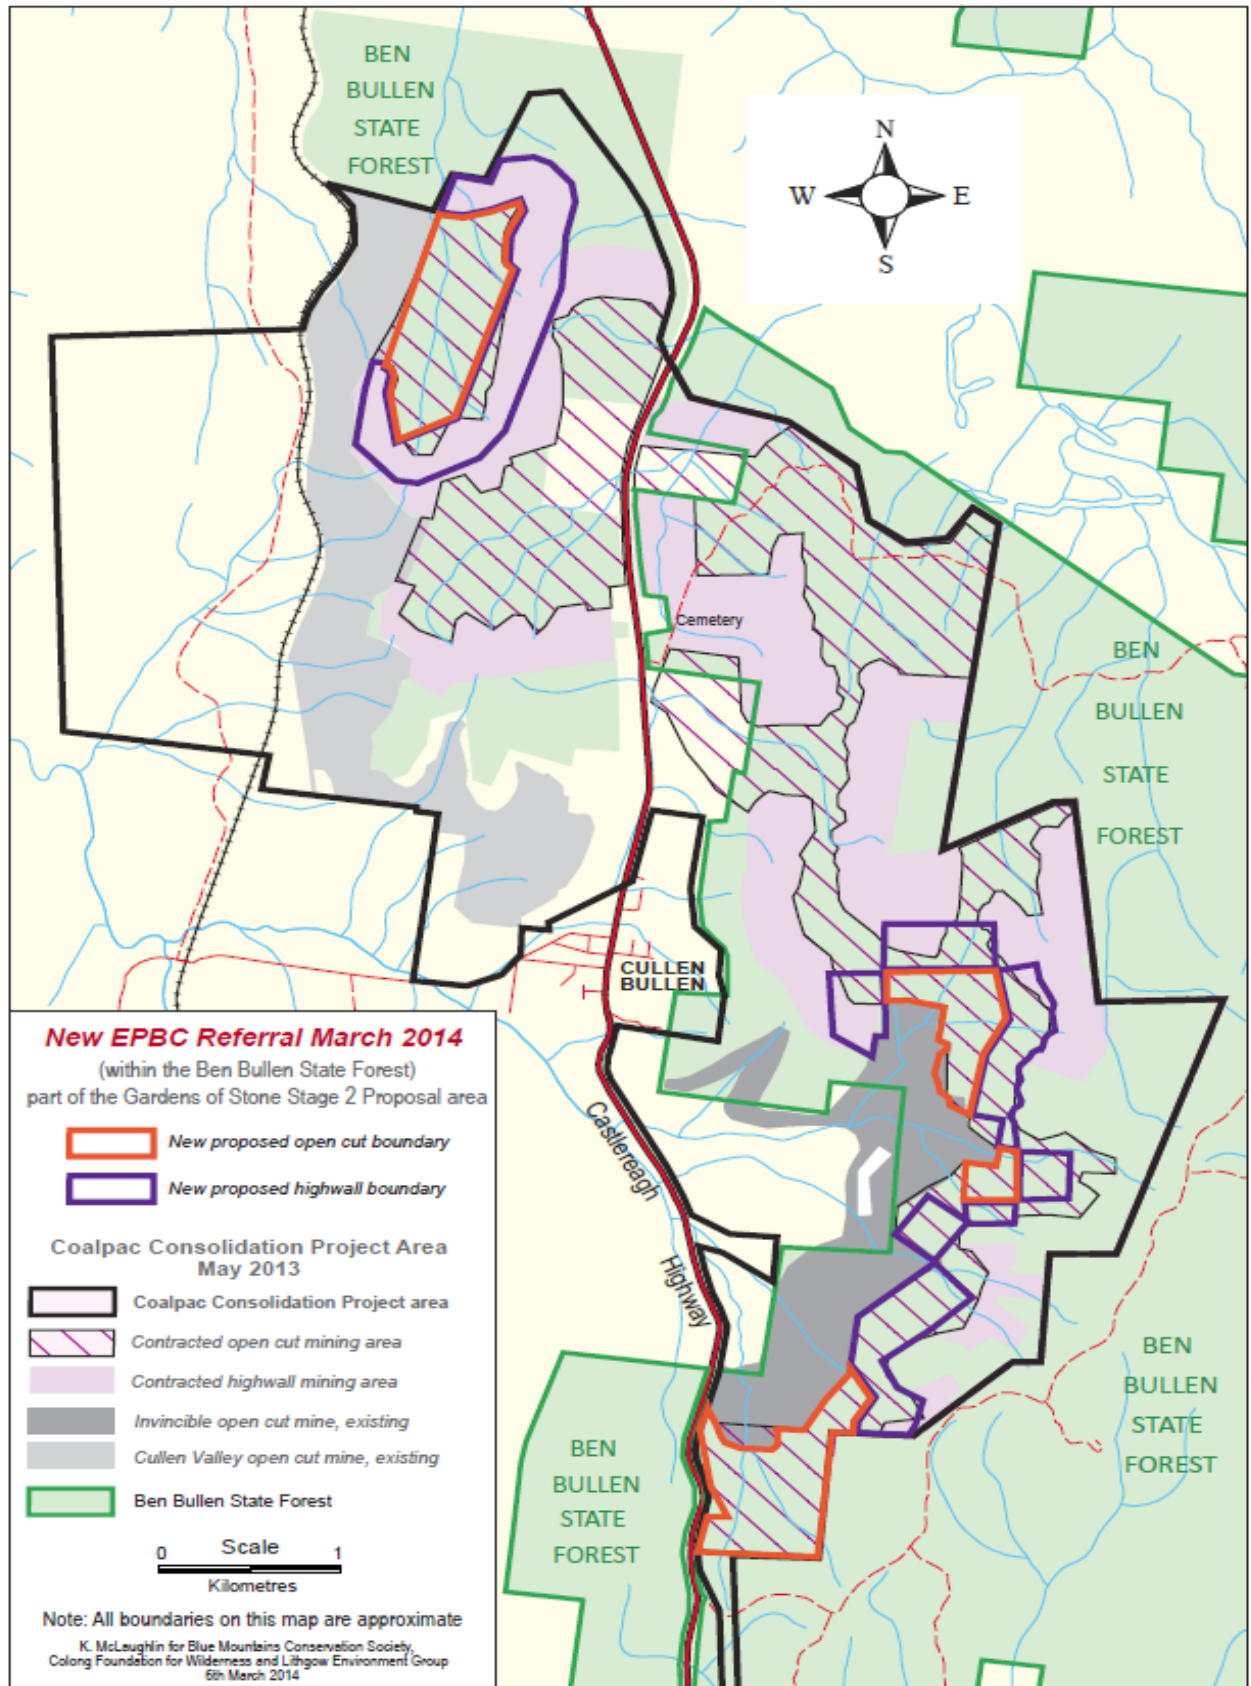 BEN
BULLEN
STATE
FOREST
N
W
E
S
Cemetery
BEN
BULLEN
STATE
FOREST
CULLEN
BULLEN
Castlereagh
Highway
BEN
BULLEN
STATE
FOREST
BEN
BULLEN
STATE
FOREST
New EPBC Referral March 2014
(within the Ben Bullen State Forest)
part of the Gardens of Stone Stage 2 Proposal area
New proposed open cut boundary
New proposed highwall boundary
Coalpac Consolidation Project Area
May 2013
Coalpac Consolidation Project area
Contracted open cut mining area
Contracted highwall mining area
Invincible open cut mine, existing
Cullen Valley open cut mine, existing
Ben Bullen State Forest
0 Scale 1
Kilometres
Note: All boundaries on this map are approximate
K. McLaughlin for Blue Mountains Conservation Society,
Colong Foundation for Wilderness and Lithgow Environment Group
6th March 2014